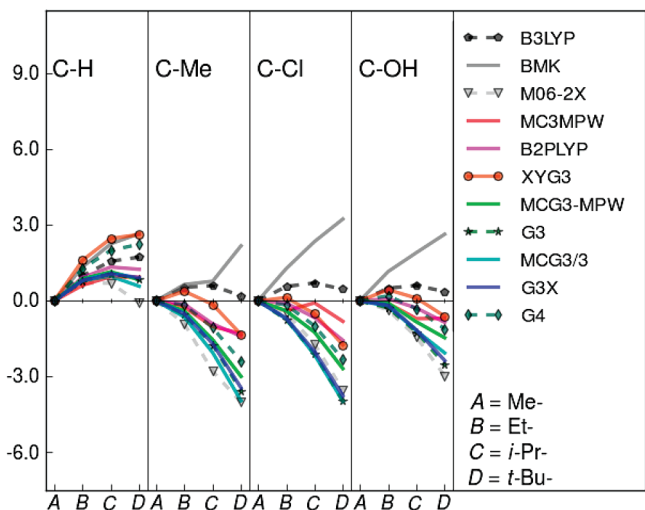 9.0
6.0
3.0
0.0
-3.0
-6.0
C-H
C-Me
C-Cl
C-OH
A B C D A B C D A B C D A B C D
B3LYP
BMK
M06-2X
MC3MPW
B2PLYP
XYG3
MCG3-MPW
G3
MCG3/3
G3X
G4
A = Me-
B = Et-
C = i-Pr-
D = t-Bu-